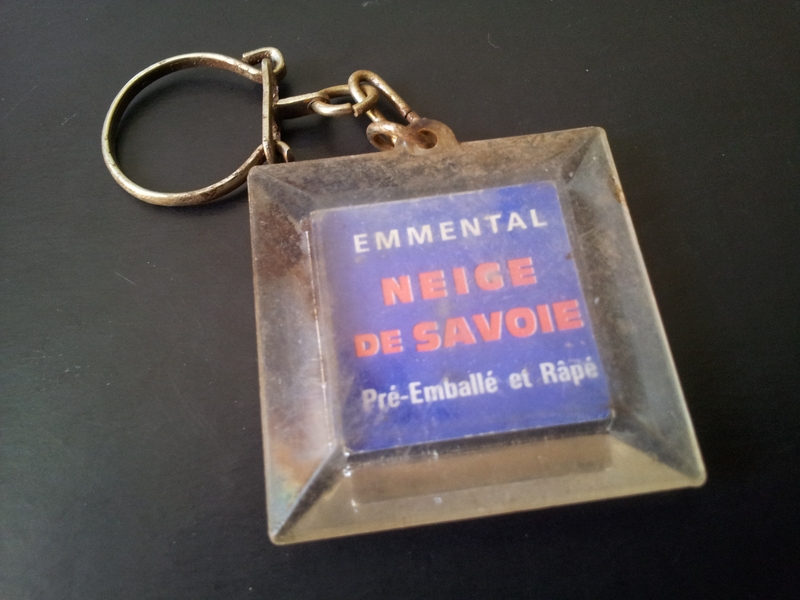 EMMENTAL
NEIGE
DE SAVOIE
Pré-Emballé et Râpé